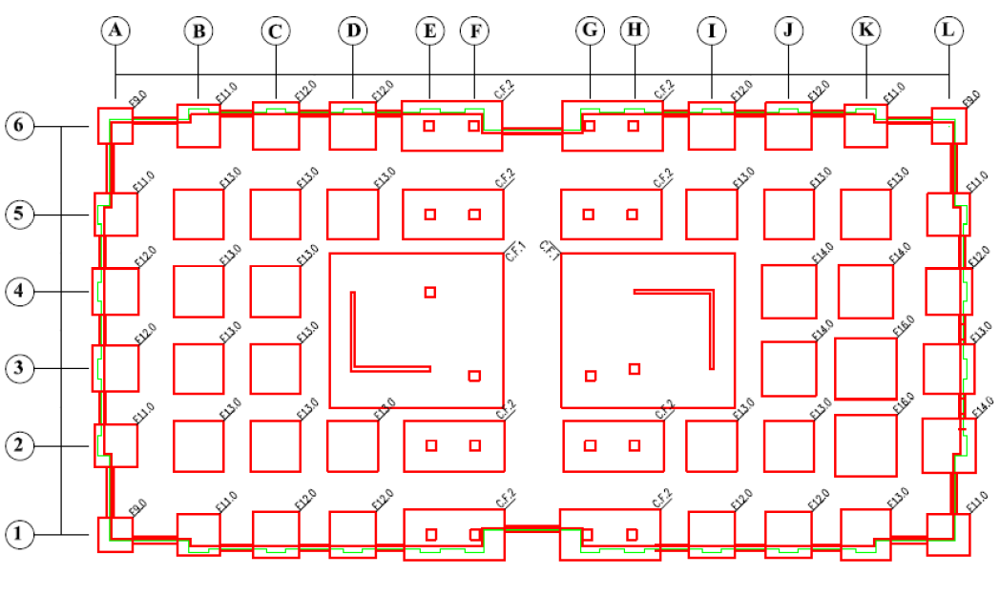 A B C D E F G H I J K L
F9.0 F11.0 F12.0 F12.0 C.F.2 C.F.2 F12.0 F12.0 F11.0 F9.0
6
F11.0 F13.0 F13.0 F13.0 C.F.2 C.F.2 F13.0 F13.0 F13.0 F11.0
5
F12.0 F13.0 F13.0 C.F.1 C.F.1 F14.0 F14.0 F12.0
4
F12.0 F13.0 F13.0 F14.0 F16.0 F13.0
3
F11.0 F13.0 F13.0 F13.0 C.F.2 C.F.2 F13.0 F13.0 F16.0 F14.0
2
F9.0 F11.0 F12.0 F12.0 C.F.2 C.F.2 F12.0 F12.0 F13.0 F11.0
1